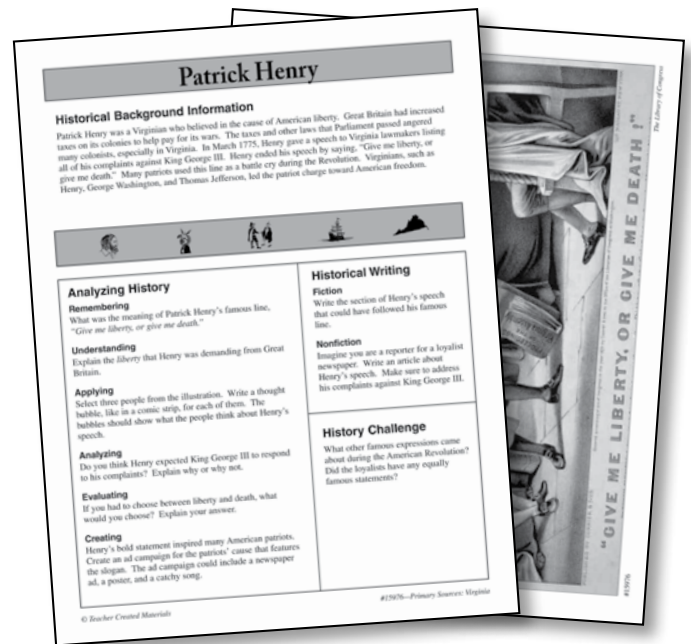 Patrick Henry
Historical Background Information
Patrick Henry was a Virginian who believed in the cause of American liberty. Great Britain had increased
taxes on its colonies to help pay for its wars. The taxes and other laws that Parliament passed angered
many colonists, especially in Virginia. In March 1775, Henry gave a speech to Virginia lawmakers listing
all of his complaints against King George III. Henry ended his speech by saying, "Give me liberty, or
give me death." Many patriots used this line as a battle cry during the Revolution. Virginians, such as
Henry, George Washington, and Thomas Jefferson, led the patriot charge toward American freedom.
Analyzing History
Remembering
What was the meaning of Patrick Henry's famous line,
"Give me liberty, or give me death."
Understanding
Explain the liberty that Henry was demanding from Great
Britain.
Applying
Select three people from the illustration. Write a thought
bubble, like in a comic strip, for each of them. The
bubbles should show what the people think about Henry's
speech.
Analyzing
Do you think Henry expected King George III to respond
to his complaints? Explain why or why not.
Evaluating
If you had to choose between liberty and death, what
would you choose? Explain your answer.
Creating
Henry's bold statement inspired many American patriots.
Create an ad campaign for the patriots' cause that features
the slogan. The ad campaign could include a newspaper
ad, a poster, and a catchy song.
Historical Writing
Fiction
Write the section of Henry's speech
that could have followed his famous
line.
Nonfiction
Imagine you are a reporter for a loyalist
newspaper. Write an article about
Henry's speech. Make sure to address
his complaints against King George III.
History Challenge
What other famous expressions came
about during the American Revolution?
Did the loyalists have any equally
famous statements?
© Teacher Created Materials
#15976—Primary Sources: Virginia
The Library of Congress
"GIVE ME LIBERTY, OR GIVE ME DEATH!"
#15976